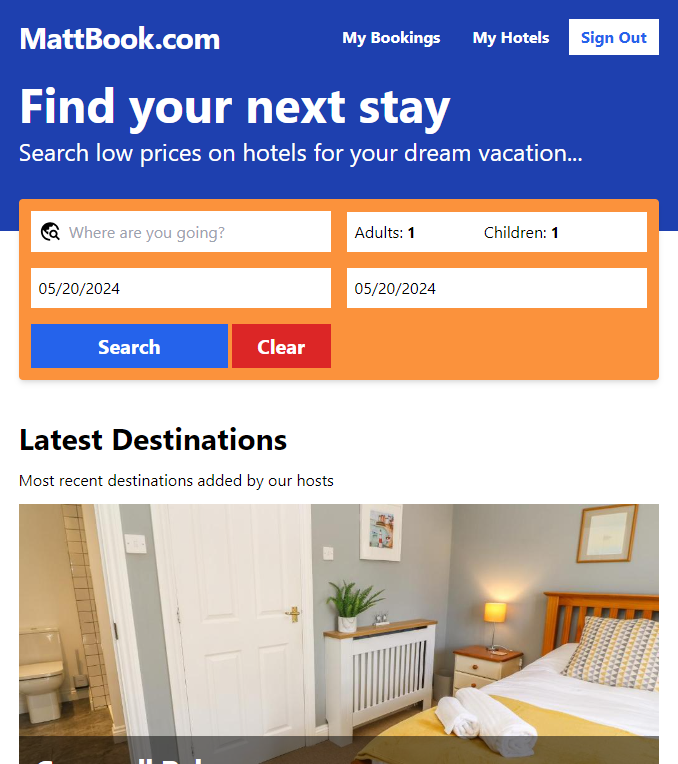 MattBook.com
My Bookings
My Hotels
Sign Out
Find your next stay
Search low prices on hotels for your dream vacation...
Where are you going?
Adults: 1
Children: 1
05/20/2024
05/20/2024
Search
Clear
Latest Destinations
Most recent destinations added by our hosts